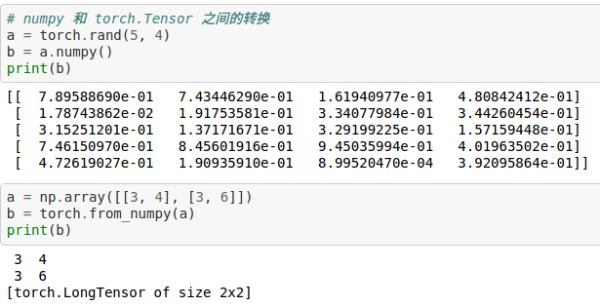 # numpy 和 torch.Tensor 之间的转换
a = torch.rand(5, 4)
b = a.numpy()
print(b)
[[ 7.89588690e-01 7.43446290e-01 1.61940977e-01 4.80842412e-01]
[ 1.78743862e-02 1.91753581e-01 3.34077984e-01 3.44260454e-01]
[ 3.15251201e-01 1.37171671e-01 3.29199225e-01 1.57159448e-01]
[ 7.46150970e-01 8.45601916e-01 9.45035994e-01 4.01963502e-01]
[ 4.72619027e-01 1.90935910e-01 8.99520470e-04 3.92095864e-01]]
a = np.array([[3, 4], [3, 6]])
b = torch.from_numpy(a)
print(b)
3 4
3 6
[torch.LongTensor of size 2x2]